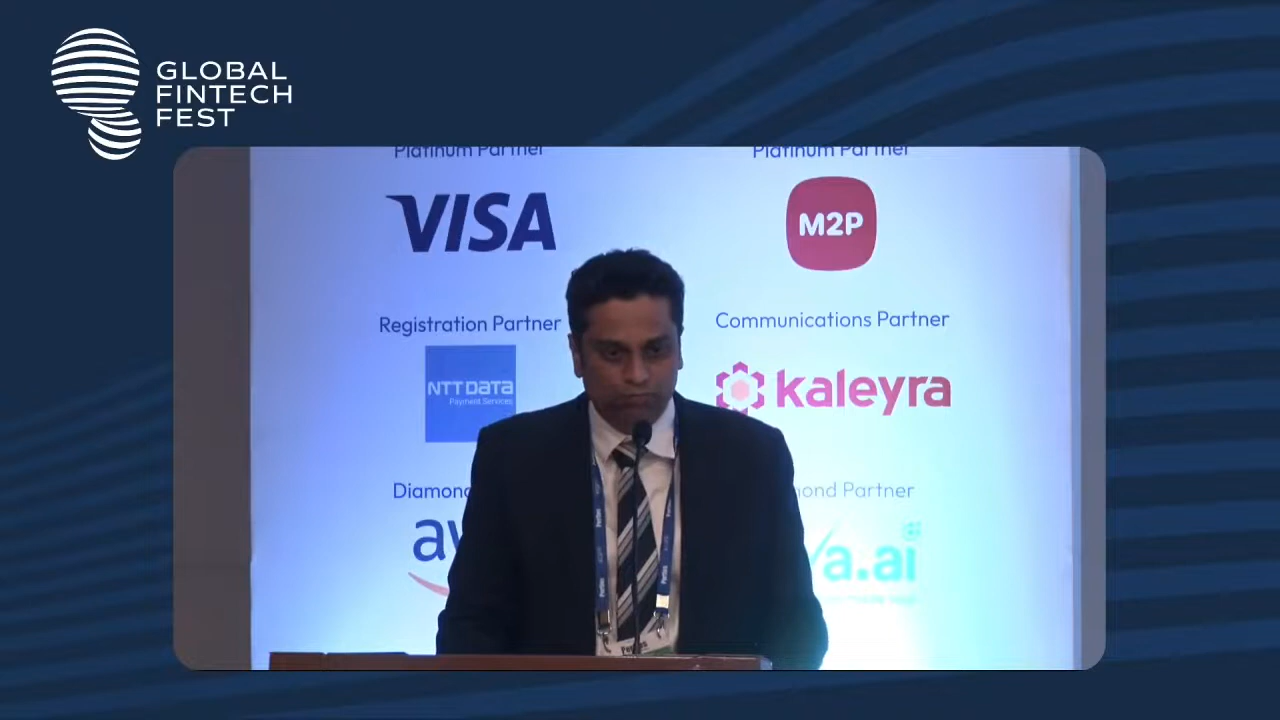 GLOBAL
FINTECH
FEST
Platinum Partner
Platinum Partner
VISA
M2P
Registration Partner
Communications Partner
NTT DATA
Payment Services
kaleyra
Diamond
Partner
a.ai